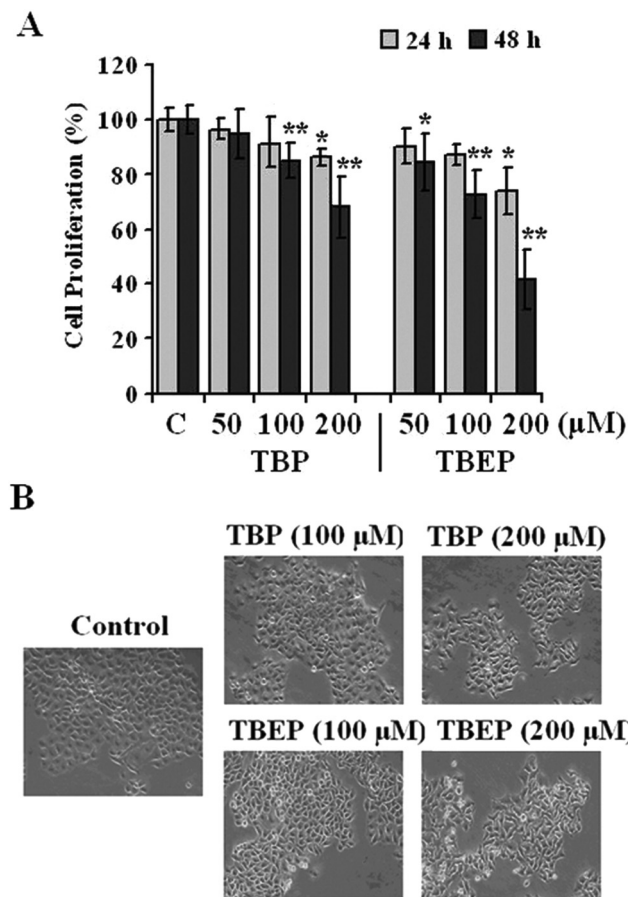 A
24 h 48 h
Cell Proliferation (%)
120
100
80
60
40
20
0
** * **
* ** * **
C 50 100 200 50 100 200 (µM)
TBP TBEP
B
Control
TBP (100 µM) TBP (200 µM)
TBEP (100 µM) TBEP (200 µM)